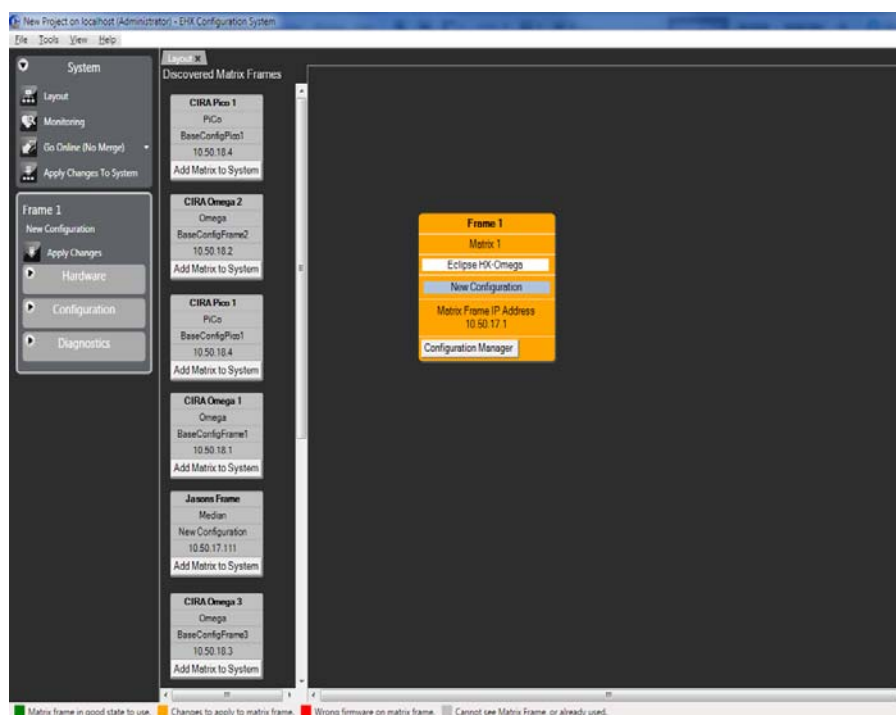 New Project on localhost (Administrator) - EHX Configuration System
File Tools View Help
System
Layout
Monitoring
Go Online (No Merge)
Apply Changes To System
Frame 1
New Configuration
Apply Changes
Hardware
Configuration
Diagnostics
Layout X
Discovered Matrix Frames
CIRA Pico 1
PiCo
BaseConfigPico1
10.50.18.4
Add Matrix to System
CIRA Omega 2
Omega
BaseConfigFrame2
10.50.18.2
Add Matrix to System
CIRA Pico 1
PiCo
BaseConfigPico1
10.50.18.4
Add Matrix to System
CIRA Omega 1
Omega
BaseConfigFrame1
10.50.18.1
Add Matrix to System
Jasons Frame
Median
New Configuration
10.50.17.111
Add Matrix to System
CIRA Omega 3
Omega
BaseConfigFrame3
10.50.18.3
Add Matrix to System
Frame 1
Matrix 1
Eclipse HX-Omega
New Configuration
Matrix Frame IP Address
10.50.17.1
Configuration Manager
Matrix frame in good state to use. Changes to apply to matrix frame. Wrong firmware on matrix frame. Cannot see Matrix Frame, or already used.